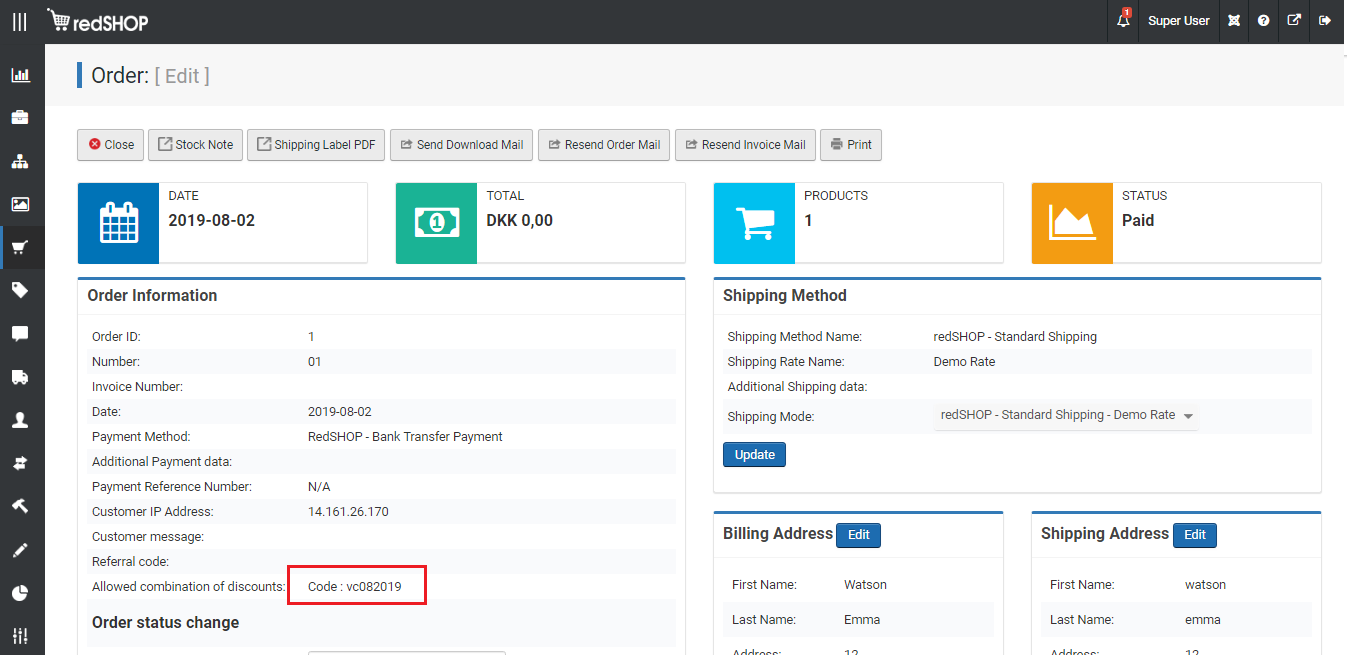 redSHOP
1
Super User
Order: [ Edit ]
Close
Stock Note
Shipping Label PDF
Send Download Mail
Resend Order Mail
Resend Invoice Mail
Print
DATE
2019-08-02
TOTAL
DKK 0,00
PRODUCTS
1
STATUS
Paid
Order Information
Order ID: 1
Number: 01
Invoice Number:
Date: 2019-08-02
Payment Method: RedSHOP - Bank Transfer Payment
Additional Payment data:
Payment Reference Number: N/A
Customer IP Address: 14.161.26.170
Customer message:
Referral code:
Allowed combination of discounts: Code : vc082019
Order status change
Shipping Method
Shipping Method Name: redSHOP - Standard Shipping
Shipping Rate Name: Demo Rate
Additional Shipping data:
Shipping Mode: redSHOP - Standard Shipping - Demo Rate
Update
Billing Address Edit
First Name: Watson
Last Name: Emma
Address: 12
Shipping Address Edit
First Name: watson
Last Name: emma
Address: 12